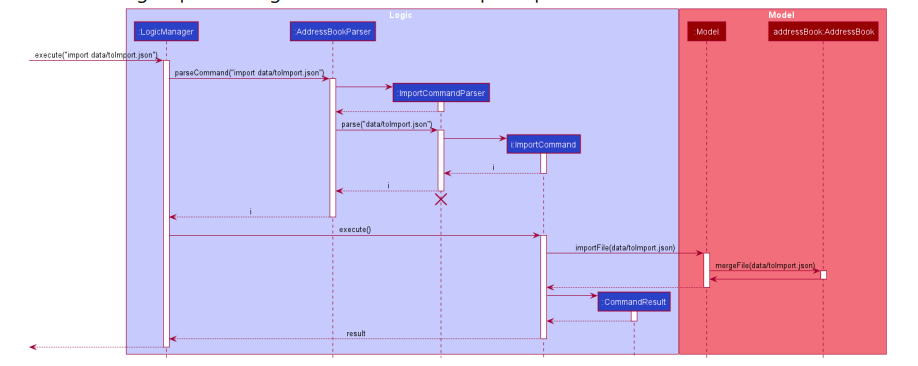 Logic
Model
:LogicManager
:AddressBookParser
:Model
addressBook:AddressBook
execute("import data/toImport.json")
parseCommand("import data/toImport.json")
:ImportCommandParser
parse("data/toImport.json")
i:ImportCommand
i
i
i
execute()
importFile(data/toImport.json)
mergeFile(data/toImport.json)
:CommandResult
result